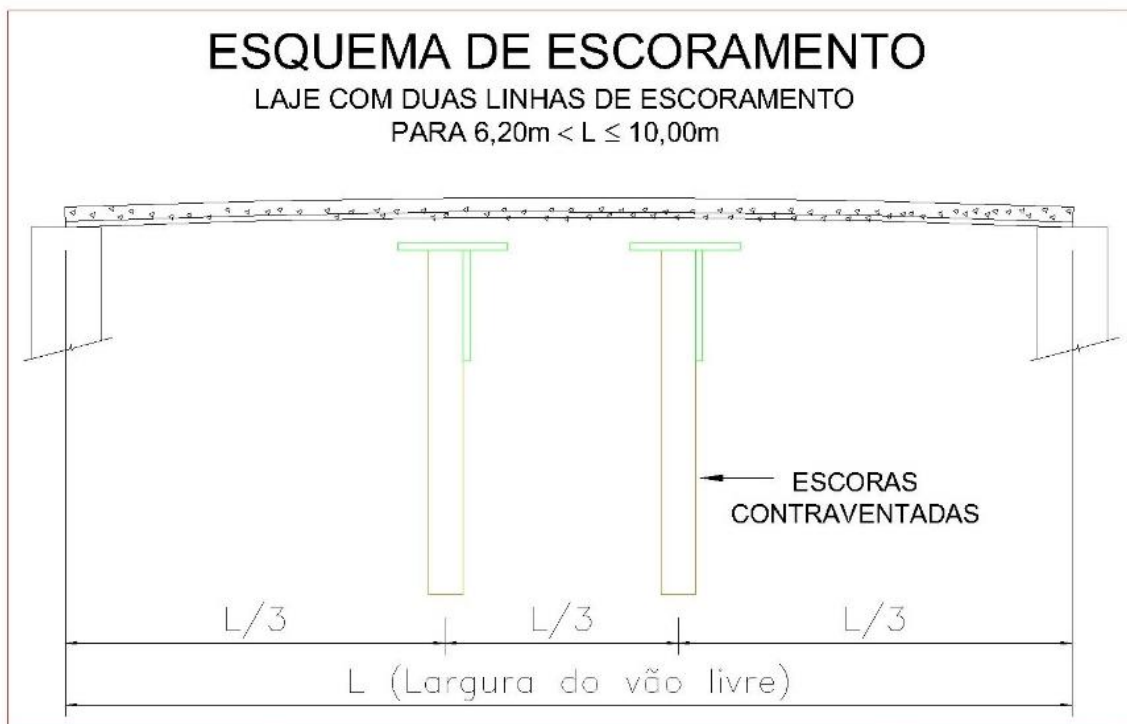 ESQUEMA DE ESCORAMENTO
LAJE COM DUAS LINHAS DE ESCORAMENTO
PARA 6,20m < L ≤ 10,00m
ESCORAS
CONTRAVENTADAS
L/3 L/3 L/3
L (Largura do vão livre)